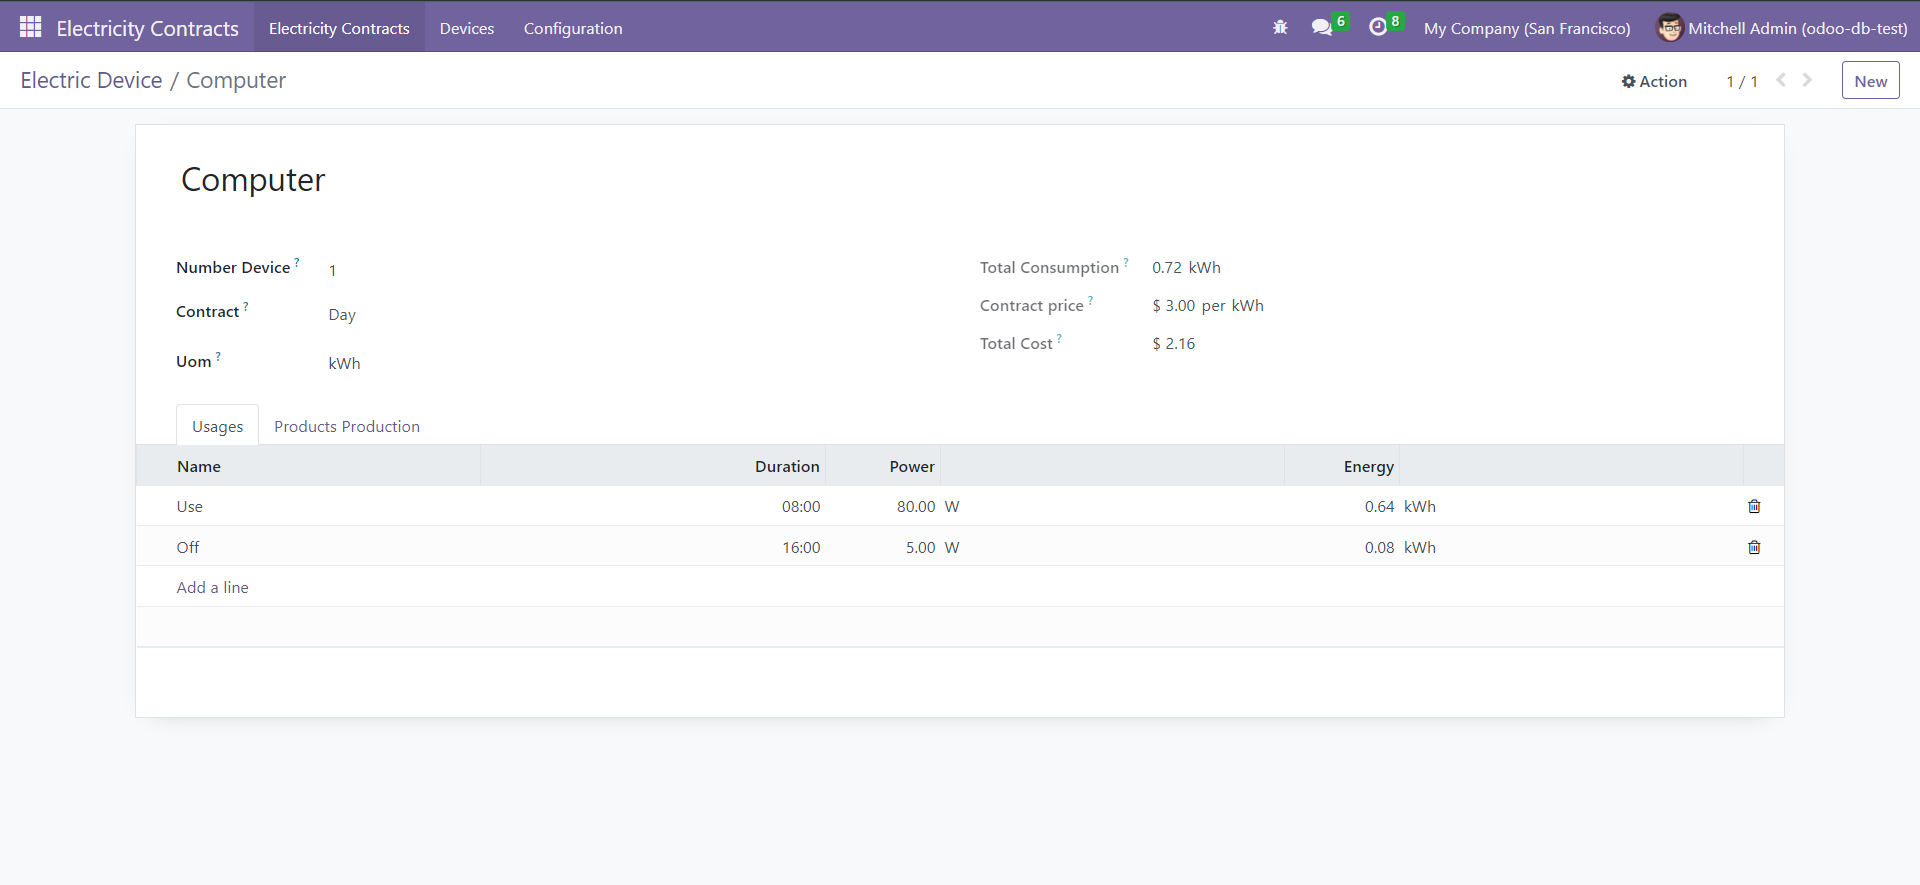 Electricity Contracts Electricity Contracts Devices Configuration 6 8 My Company (San Francisco) Mitchell Admin (odoo-db-test)
Electric Device / Computer Action 1 / 1 New
Computer
Number Device ? 1 Total Consumption ? 0.72 kWh
Contract ? Day Contract price ? $ 3.00 per kWh
Total Cost ? $ 2.16
Uom ? kWh
Usages Products Production
Name Duration Power Energy
Use 08:00 80.00 W 0.64 kWh
Off 16:00 5.00 W 0.08 kWh
Add a line